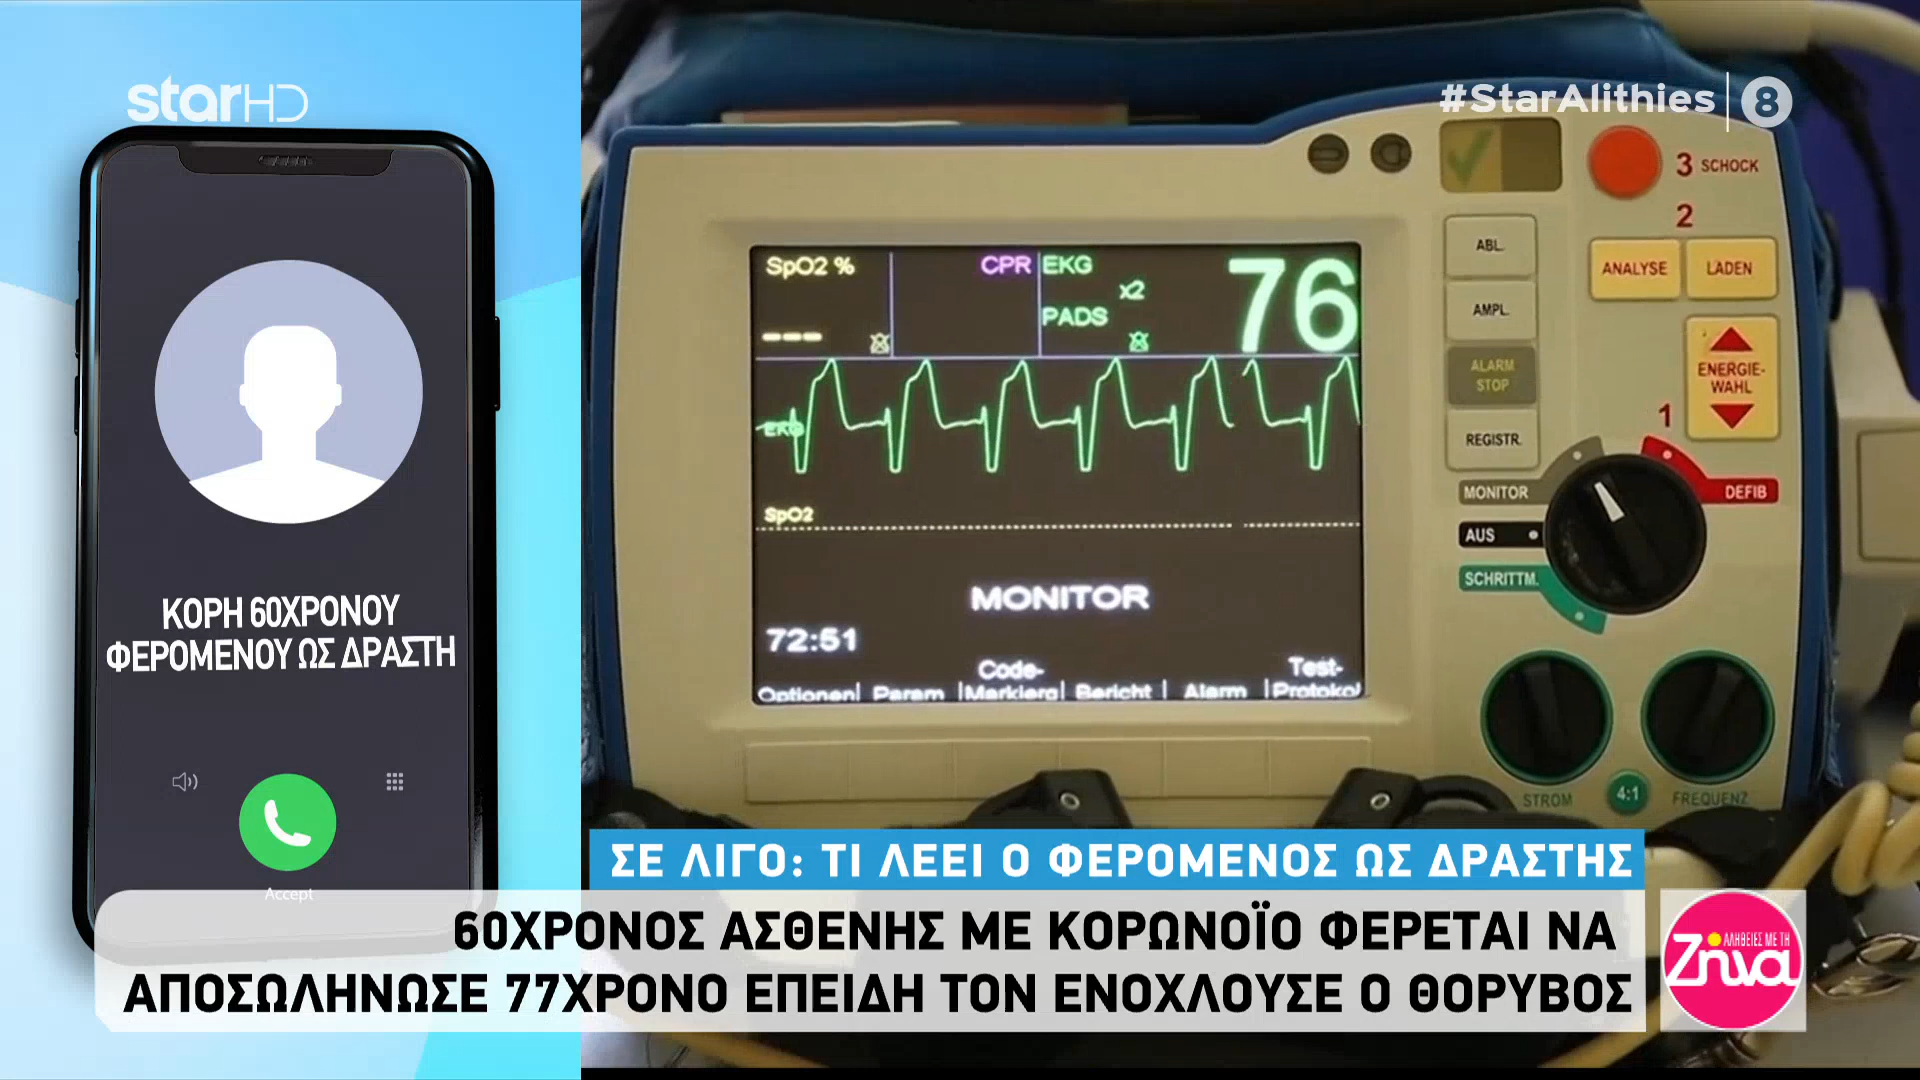 starHD
#StarAlithies
8
ΚΟΡΗ 60ΧΡΟΝΟΥ
ΦΕΡΟΜΕΝΟΥ ΩΣ ΔΡΑΣΤΗ
Accept
SpO2 %
---
CPR
EKG
x2
PADS
76
EKG
SpO2
MONITOR
72:51
Optionen
Param
Code-
Markierg
Bericht
Alarm
Test-
Protokol
3 SCHOCK
2
ABL.
ANALYSE
LADEN
AMPL.
ALARM
STOP
ENERGIE-
WAHL
1
REGISTR.
MONITOR
DEFIB
AUS
SCHRITTM.
STROM
4:1
FREQUENZ
ΣΕ ΛΙΓΟ: ΤΙ ΛΕΕΙ Ο ΦΕΡΟΜΕΝΟΣ ΩΣ ΔΡΑΣΤΗΣ
60ΧΡΟΝΟΣ ΑΣΘΕΝΗΣ ΜΕ ΚΟΡΩΝΟΪΟ ΦΕΡΕΤΑΙ ΝΑ
ΑΠΟΣΩΛΗΝΩΣΕ 77ΧΡΟΝΟ ΕΠΕΙΔΗ ΤΟΝ ΕΝΟΧΛΟΥΣΕ Ο ΘΟΡΥΒΟΣ
ΑΛΗΘΕΙΕΣ ΜΕ ΤΗ
Ζήνα